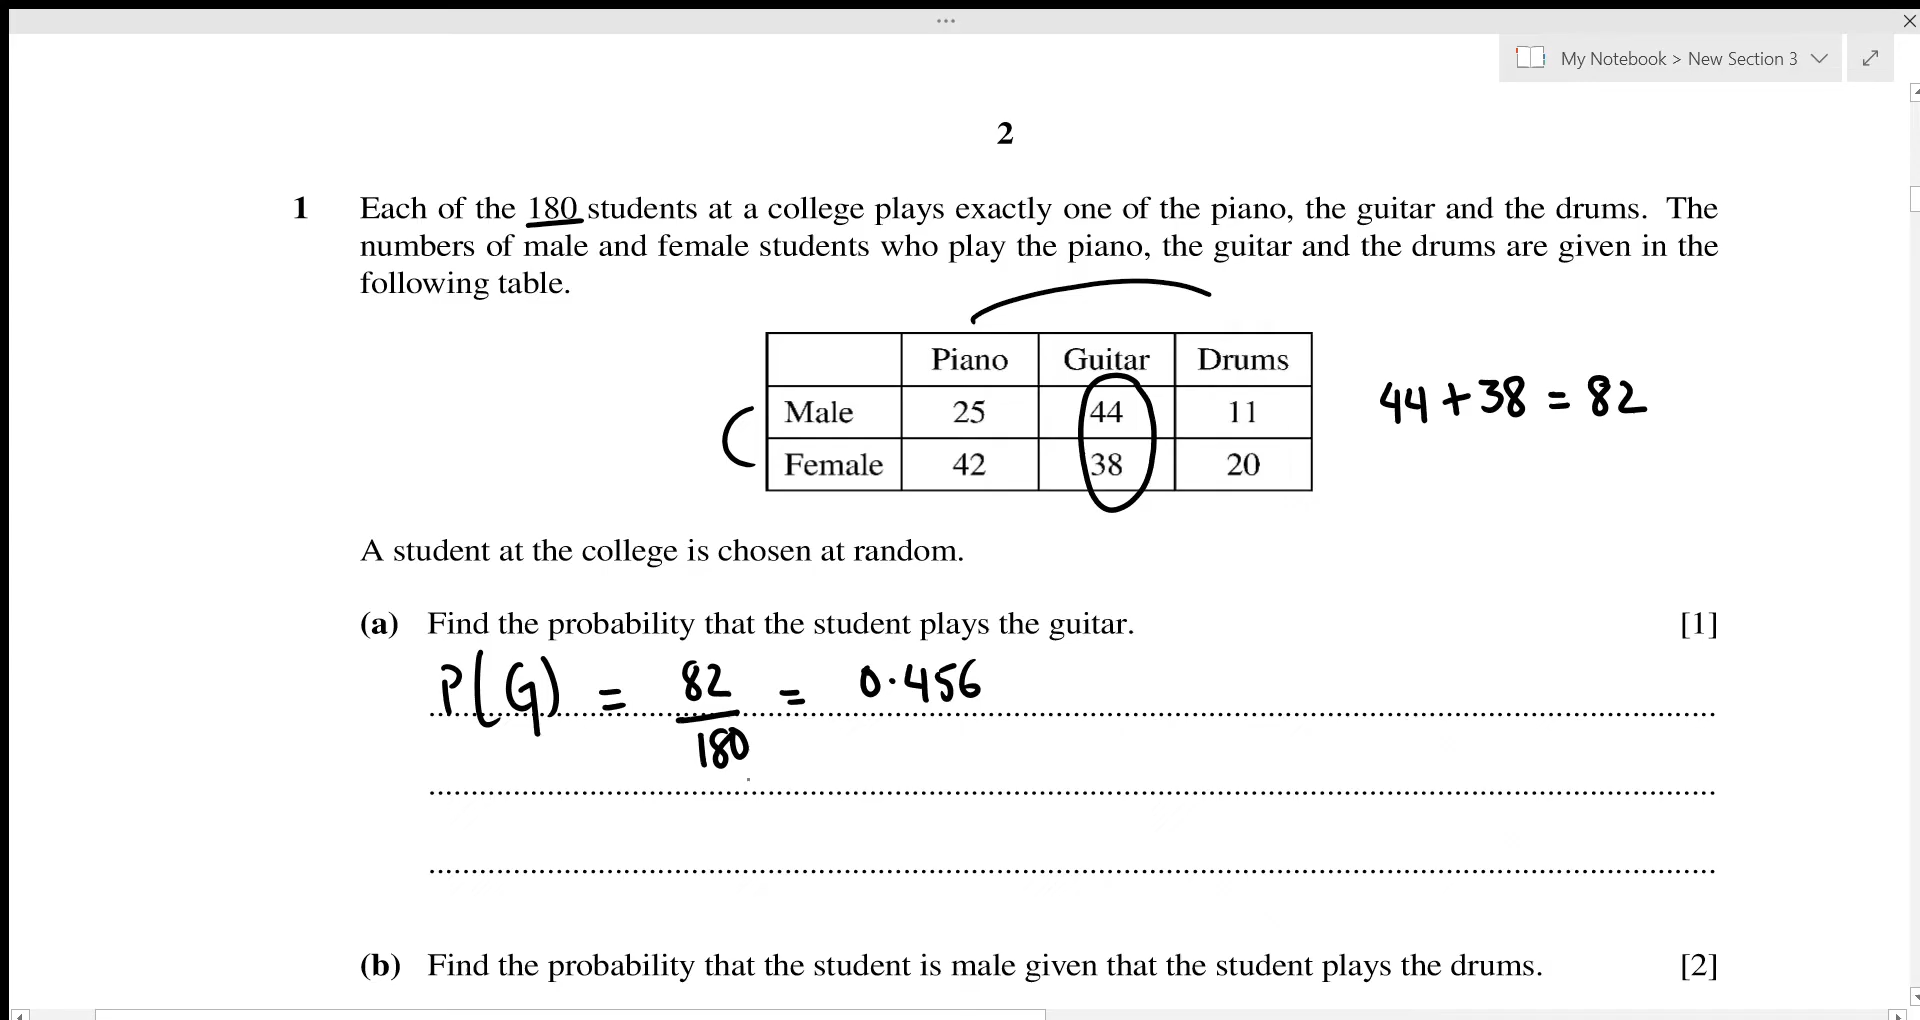 My Notebook > New Section 3
2
1 Each of the 180 students at a college plays exactly one of the piano, the guitar and the drums. The
numbers of male and female students who play the piano, the guitar and the drums are given in the
following table.
Piano Guitar Drums
Male 25 44 11
Female 42 38 20
44 + 38 = 82
A student at the college is chosen at random.
(a) Find the probability that the student plays the guitar. [1]
P(G) = 82/180 = 0.456
(b) Find the probability that the student is male given that the student plays the drums. [2]